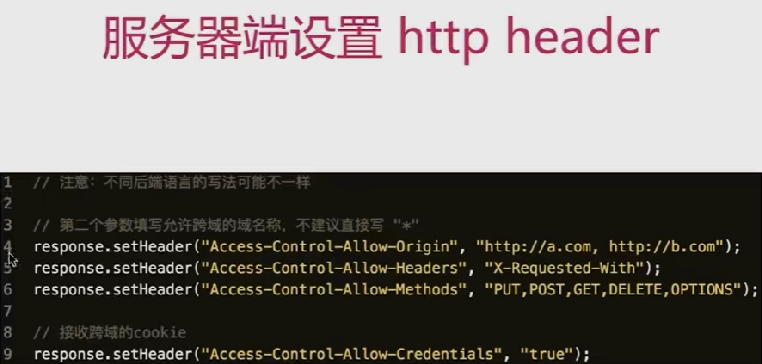 服务器端设置 http header
1 // 注意：不同后端语言的写法可能不一样
2
3 // 第二个参数填写允许跨域的域名称，不建议直接写 "*"
4 response.setHeader("Access-Control-Allow-Origin", "http://a.com, http://b.com");
5 response.setHeader("Access-Control-Allow-Headers", "X-Requested-With");
6 response.setHeader("Access-Control-Allow-Methods", "PUT,POST,GET,DELETE,OPTIONS");
7
8 // 接收跨域的cookie
9 response.setHeader("Access-Control-Allow-Credentials", "true");